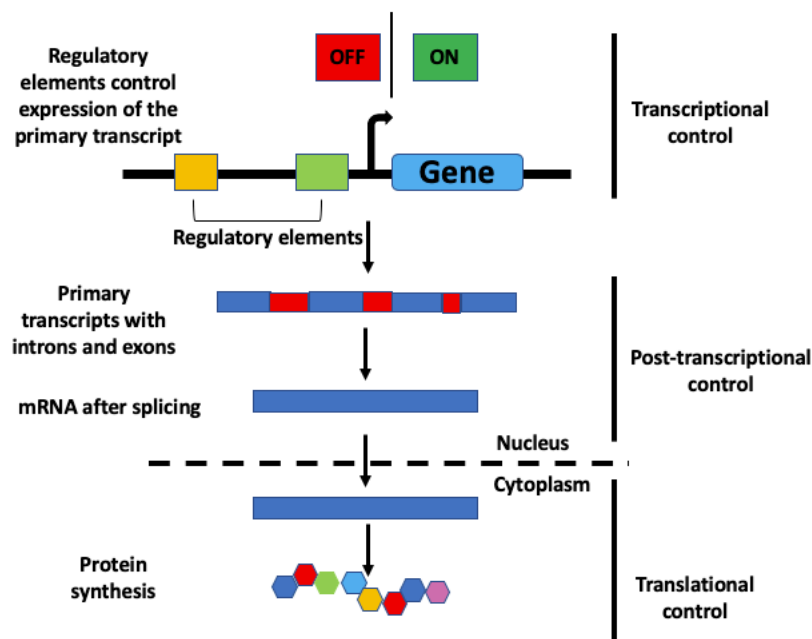 Regulatory
elements control
expression of the
primary transcript
OFF
ON
Transcriptional
control
Gene
Regulatory elements
Primary
transcripts with
introns and exons
Post-transcriptional
control
mRNA after splicing
Nucleus
Cytoplasm
Protein
synthesis
Translational
control